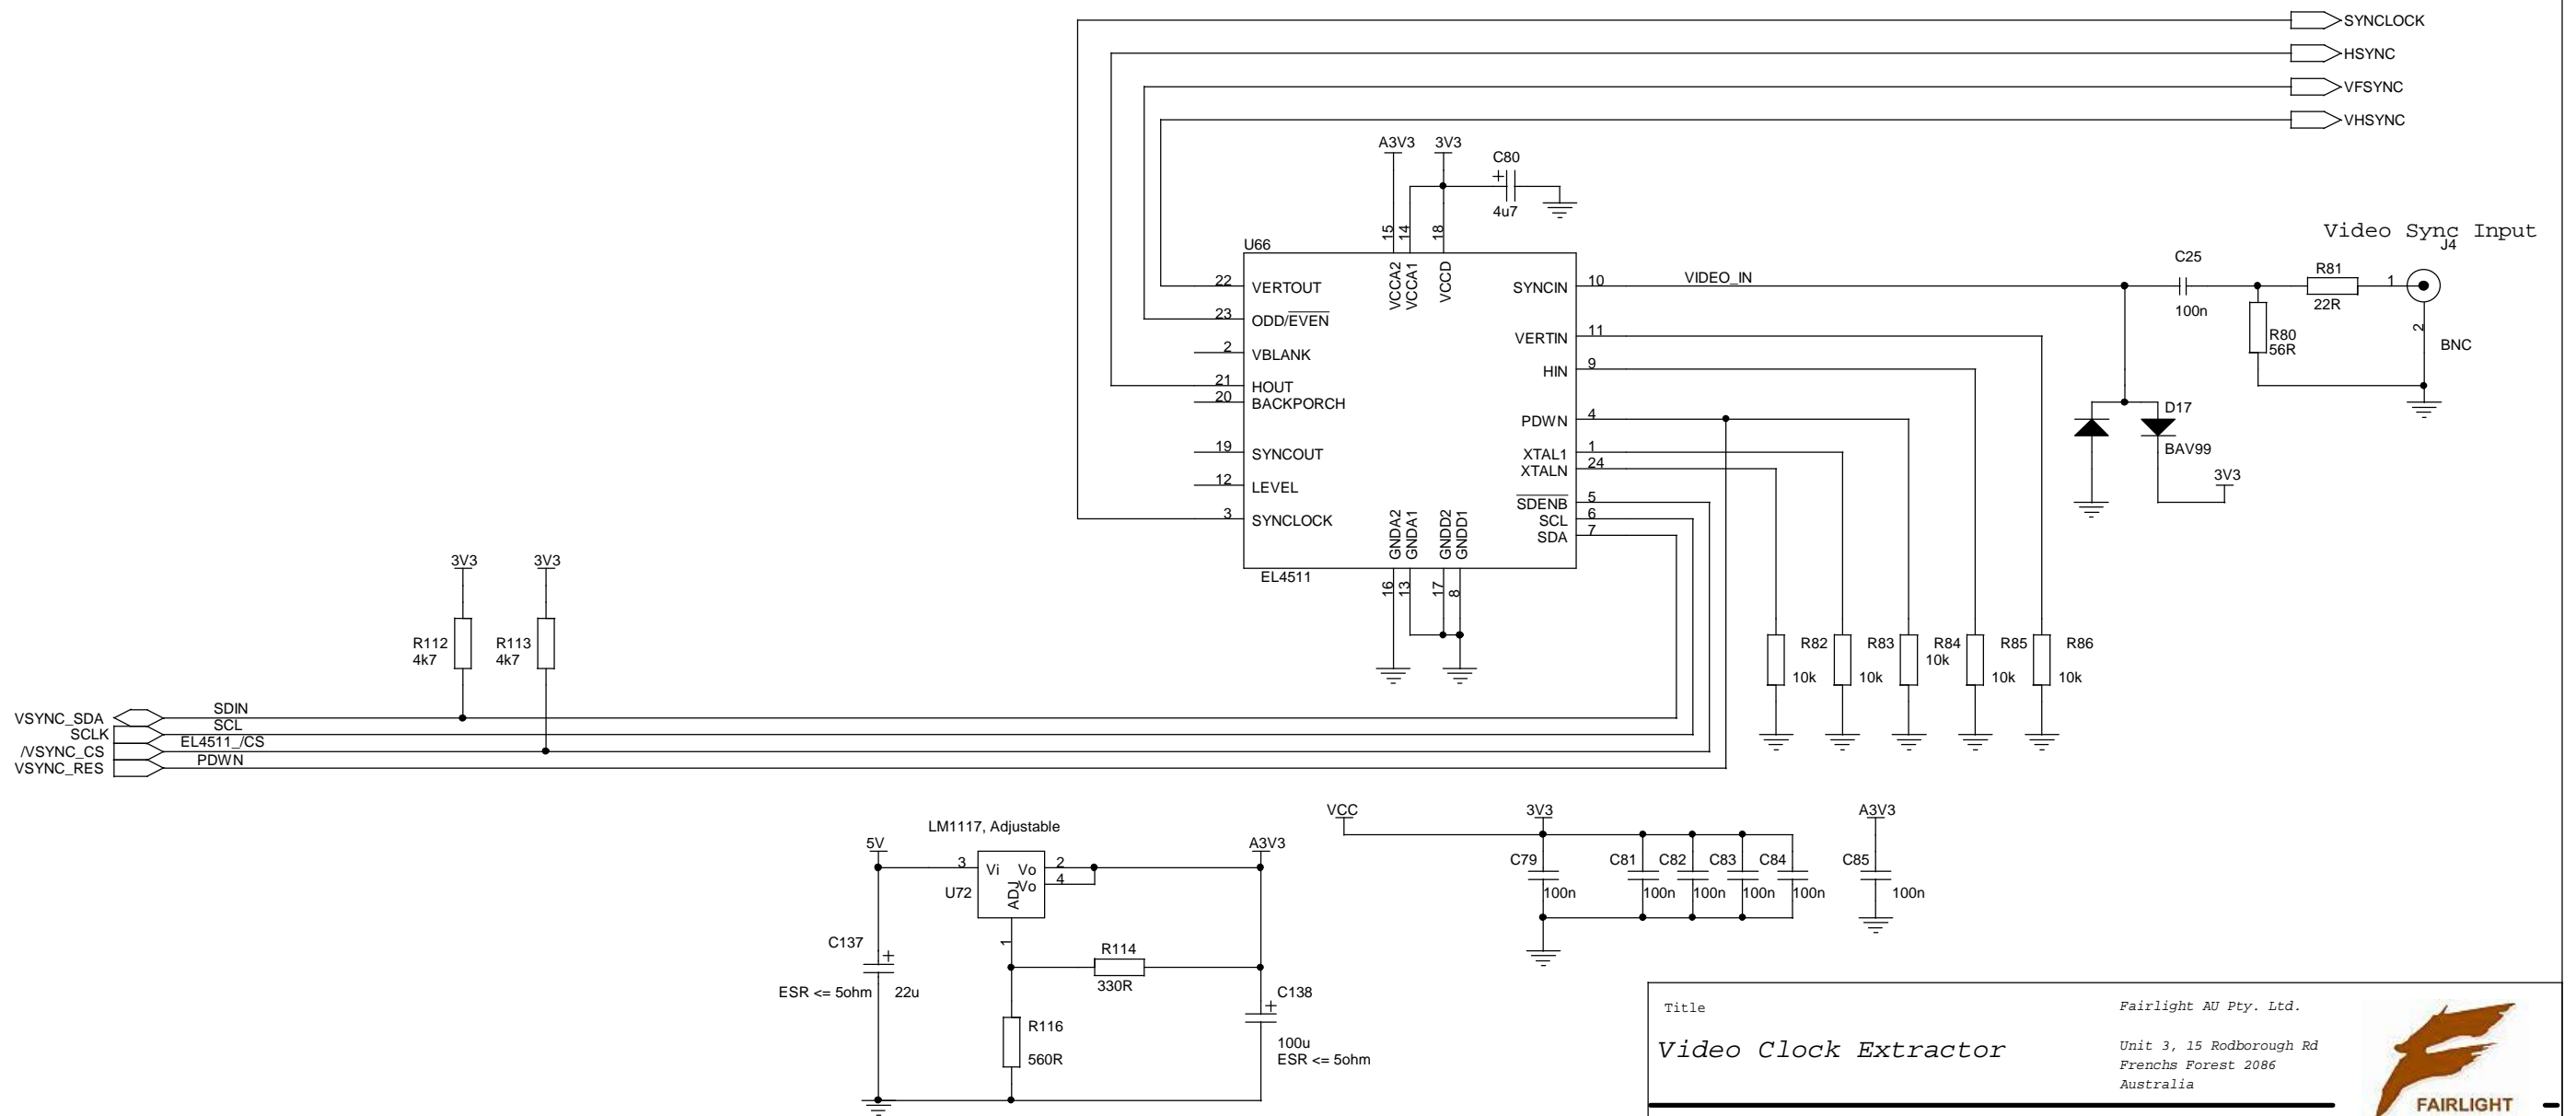 SYNCLOCK
HSYNC
VFSYNC
VHSYNC
A3V3
3V3
C80
+
4u7
15
14
18
U66
VCCA2
VCCA1
VCCD
22 VERTOUT
23 ODD/EVEN
2 VBLANK
21 HOUT
20 BACKPORCH
19 SYNCOUT
12 LEVEL
3 SYNCLOCK
SYNCIN 10
VERTIN 11
HIN 9
PDWN 4
XTAL1 1
XTALN 24
SDENB 5
SCL 6
SDA 7
GNDA2
GNDA1
GNDD2
GNDD1
EL4511
16
13
17
8
VIDEO_IN
Video Sync Input
J4
C25
100n
R81
22R
1
2
R80
56R
BNC
D17
BAV99
3V3
3V3
3V3
R112
4k7
R113
4k7
R82
10k
R83
10k
R84
10k
R85
10k
R86
10k
VSYNC_SDA SDIN
SCLK SCL
/VSYNC_CS EL4511_/CS
VSYNC_RES PDWN
LM1117, Adjustable
5V
3
Vi
Vo
2
Vo
4
ADJ
U72
1
A3V3
C137
+
ESR <= 5ohm 22u
R114
330R
R116
560R
C138
+
100u
ESR <= 5ohm
VCC
3V3
A3V3
C79
100n
C81
100n
C82
100n
C83
100n
C84
100n
C85
100n
Title
Video Clock Extractor
Fairlight AU Pty. Ltd.
Unit 3, 15 Rodborough Rd
Frenchs Forest 2086
Australia
FAIRLIGHT